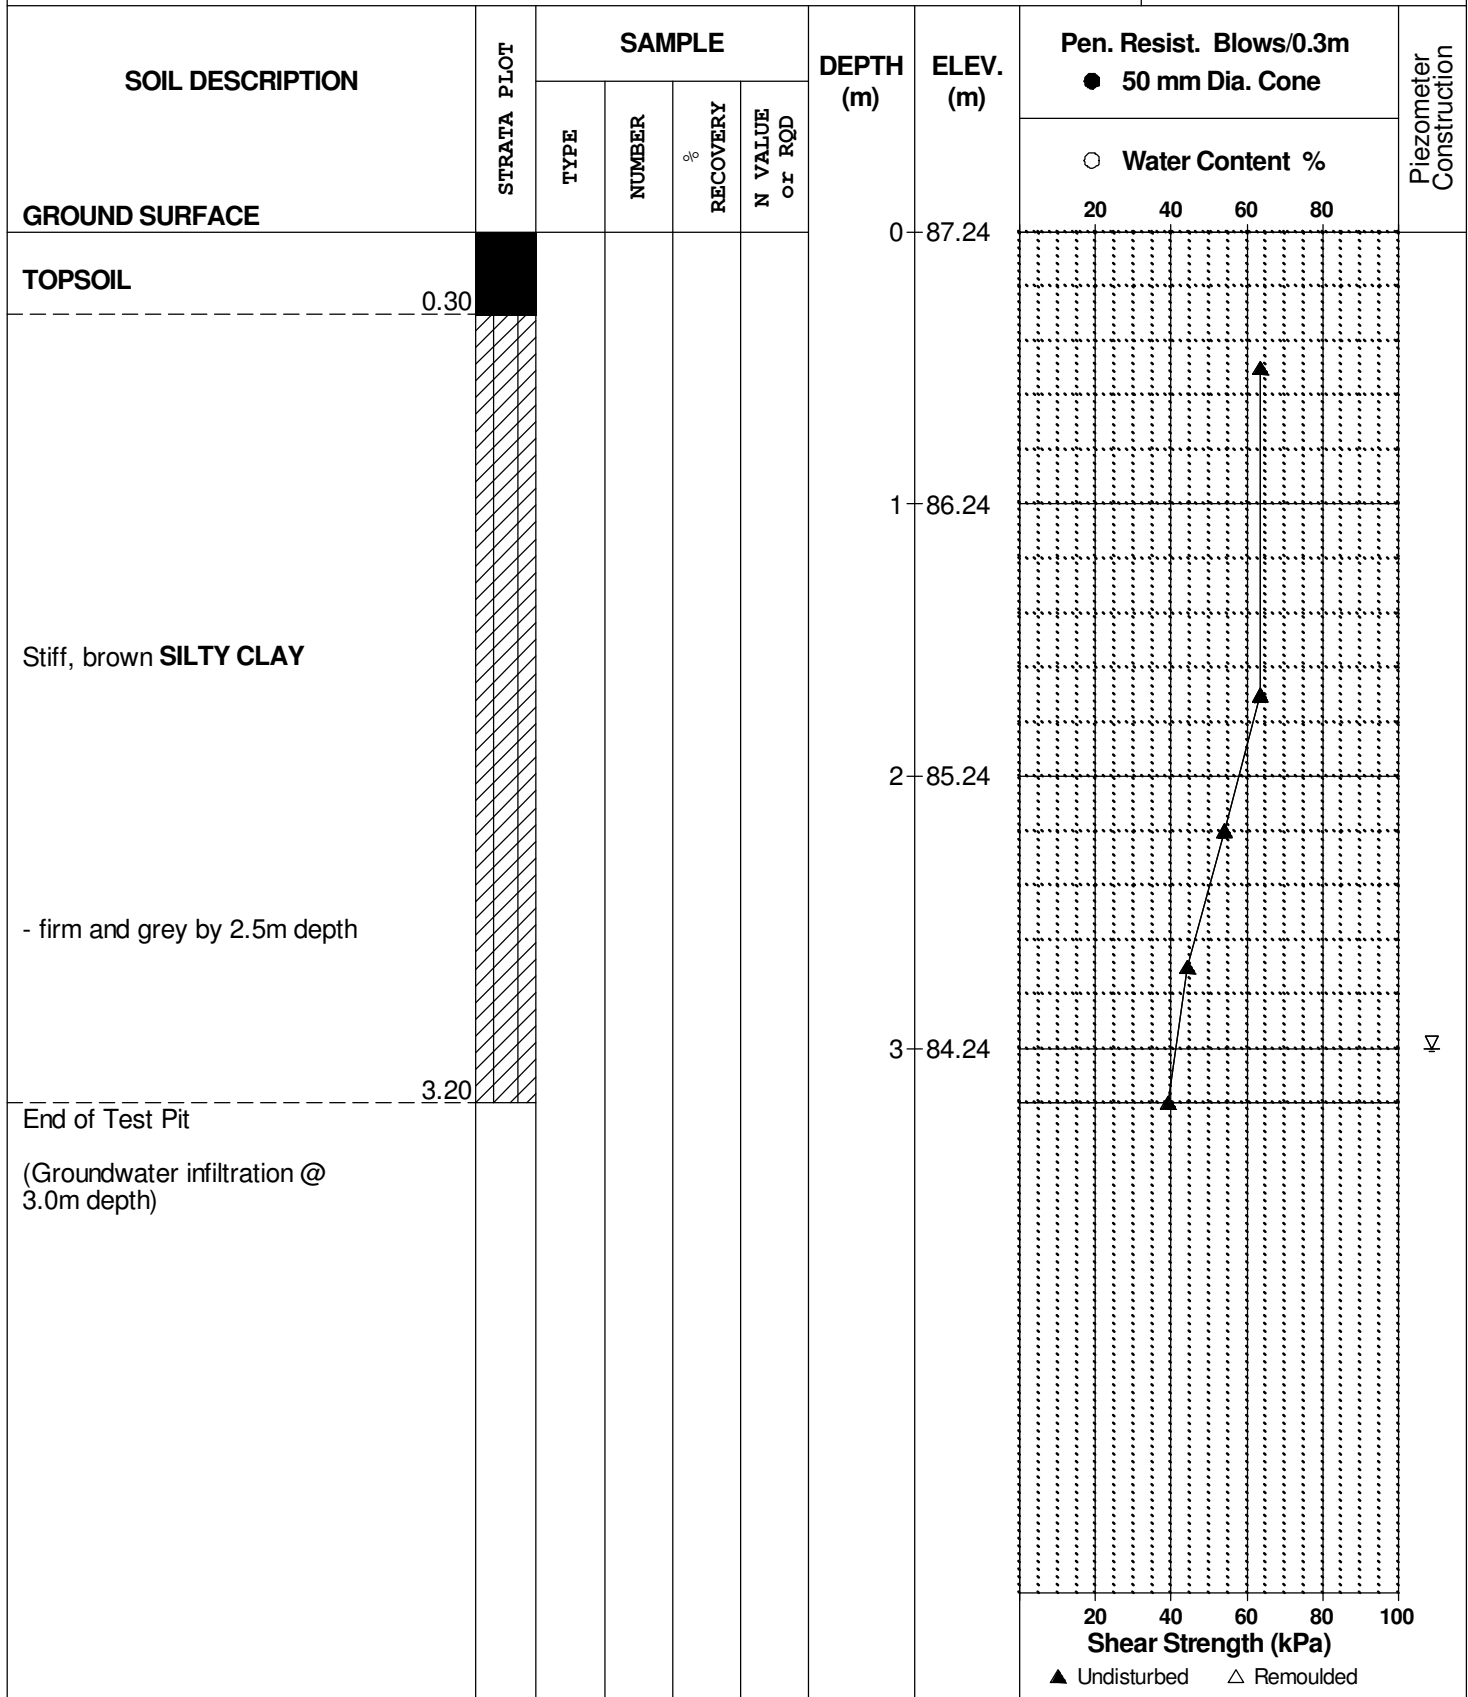 SOIL DESCRIPTION
GROUND SURFACE
STRATA PLOT
SAMPLE
TYPE
NUMBER
%
RECOVERY
N VALUE
or RQD
DEPTH
(m)
ELEV.
(m)
Pen. Resist. Blows/0.3m
● 50 mm Dia. Cone
○ Water Content %
20 40 60 80
Piezometer
Construction
0 87.24
TOPSOIL
0.30
1 86.24
Stiff, brown SILTY CLAY
2 85.24
- firm and grey by 2.5m depth
3 84.24
3.20
End of Test Pit
(Groundwater infiltration @
3.0m depth)
20 40 60 80 100
Shear Strength (kPa)
▲ Undisturbed △ Remoulded